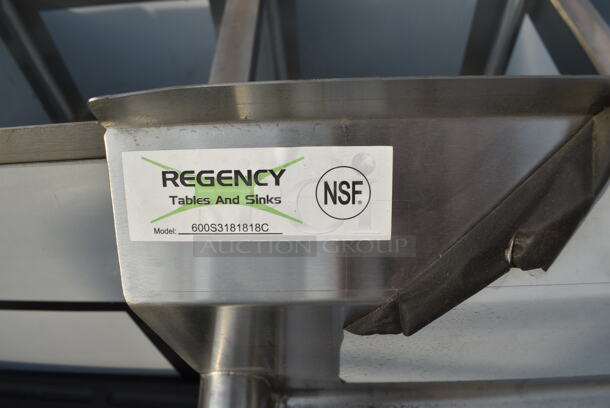 REGENCY
Tables And Sinks
Model: 600S3181818C
NSF®
AUCTION GROUP